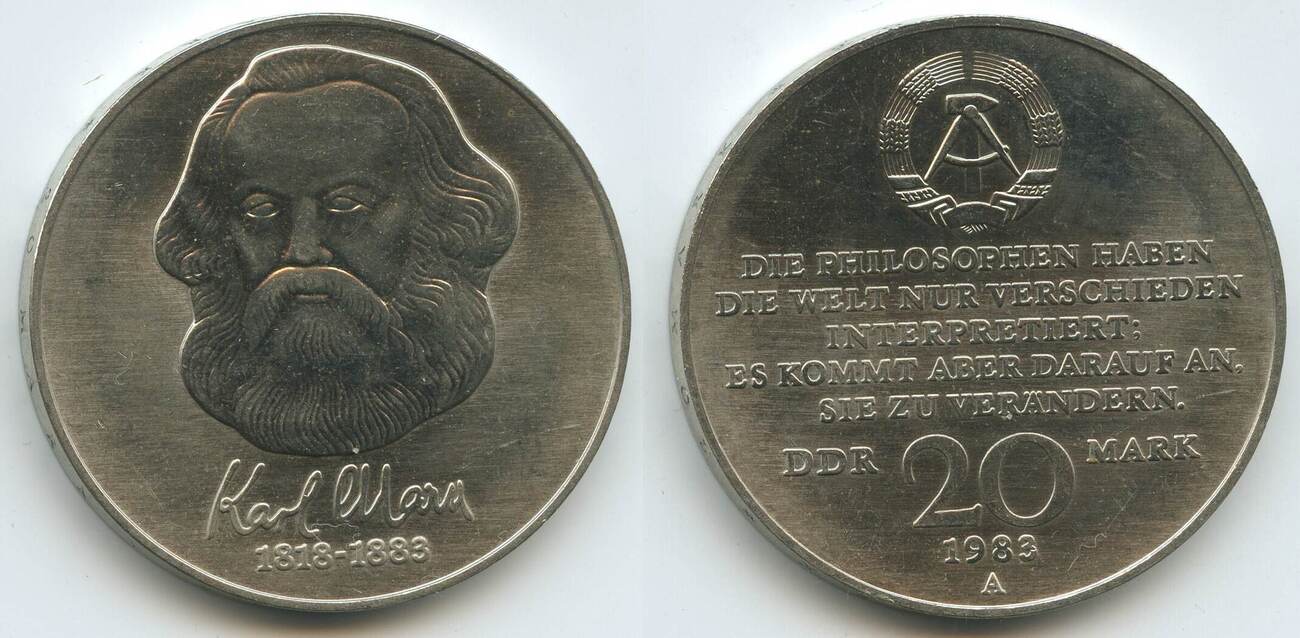 Karl Marx
1818-1883
DIE PHILOSOPHEN HABEN
DIE WELT NUR VERSCHIEDEN
INTERPRETIERT;
ES KOMMT ABER DARAUF AN,
SIE ZU VERÄNDERN.
DDR 20 MARK
1983
A